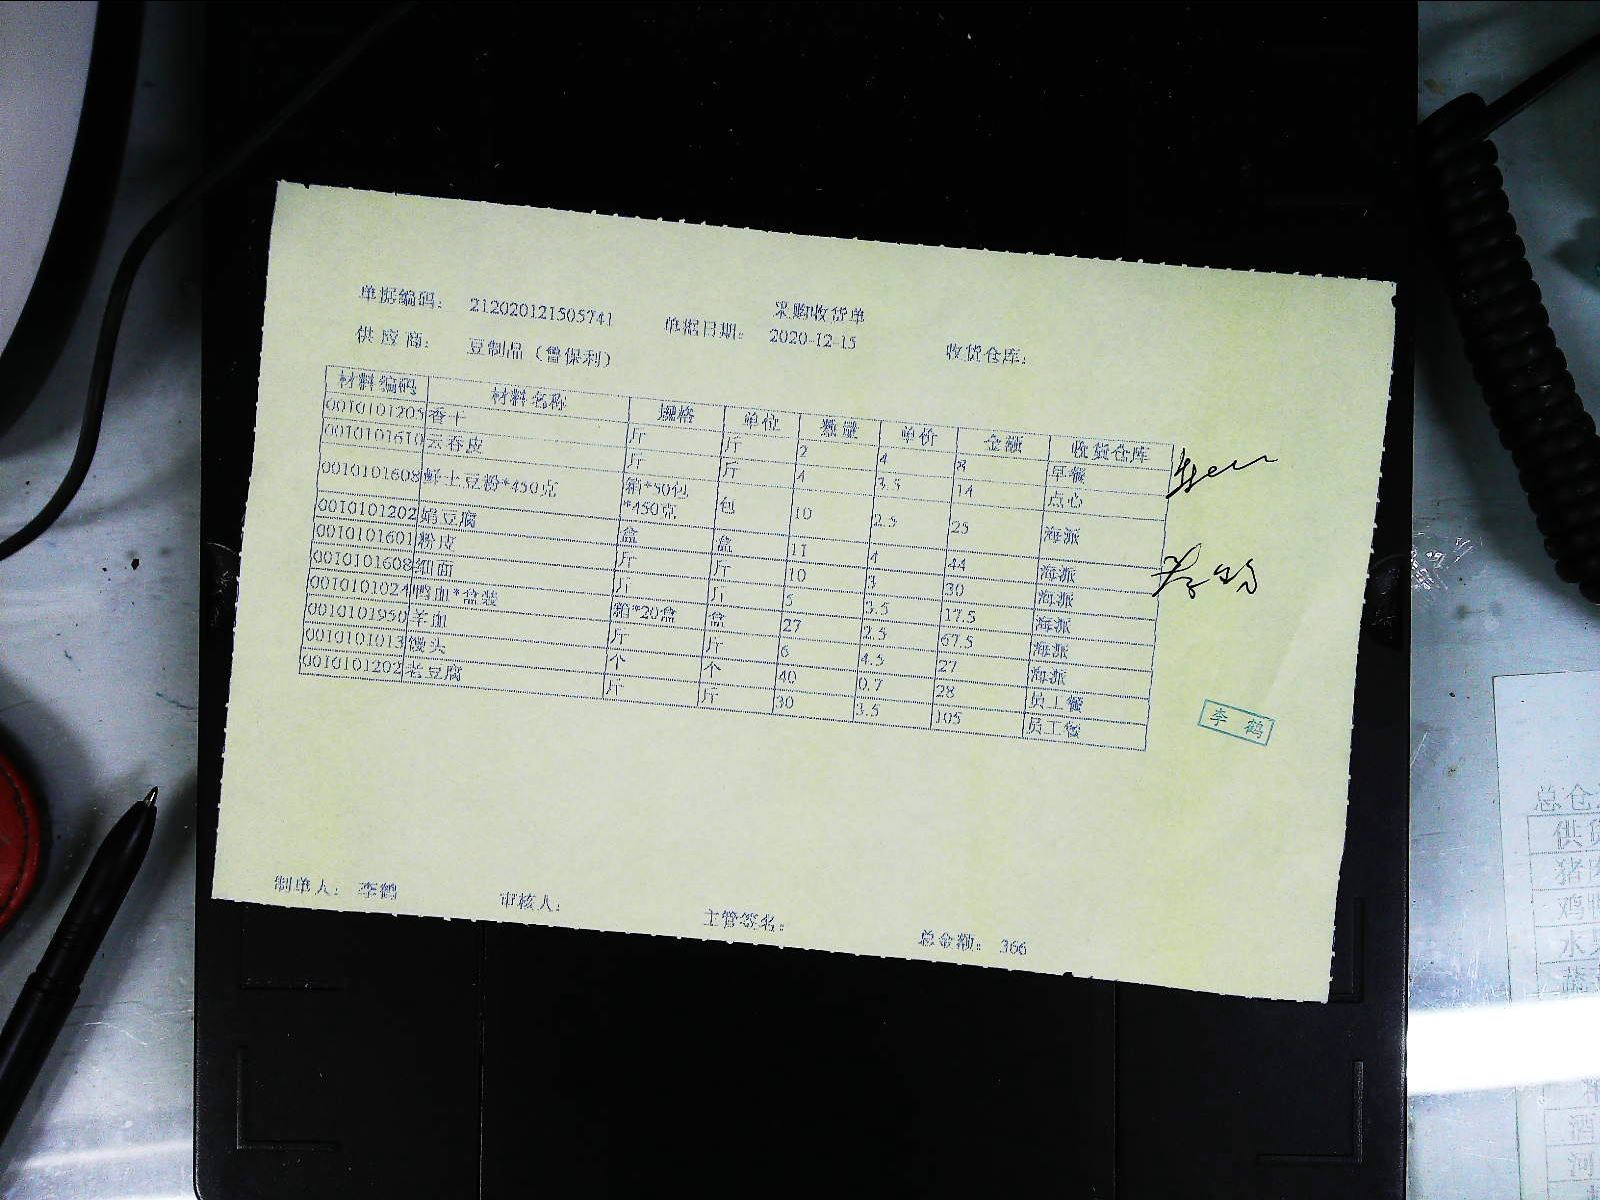 采购收货单
单据编码： 212020121505741 单据日期： 2020-12-15 收货仓库：
供应商： 豆制品（曾保利）
材料编码 材料名称 规格 单位 数量 单价 金额 收货仓库
0010101205 香干 斤 斤 2 4 8 早餐
0010101610 云吞皮 斤 斤 4 3.5 14 点心
0010101608 鲜土豆粉*450克 箱*50包*450克 包 10 2.5 25 海派
0010101202 娟豆腐 盒 盒 11 4 44 海派
0010101601 粉皮 斤 斤 10 3 30 海派
0010101608 细面 斤 斤 5 3.5 17.5 海派
0010101024 鸭血*盒装 箱*20盒 盒 27 2.5 67.5 海派
0010101950 羊血 斤 斤 6 4.5 27 海派
0010101013 馒头 个 个 40 0.7 28 员工餐
0010101202 老豆腐 斤 斤 30 3.5 105 员工餐
李鹤
制单人： 李鹤 审核人： 主管签名： 总金额： 366
总仓
供
猪
水
酒
河